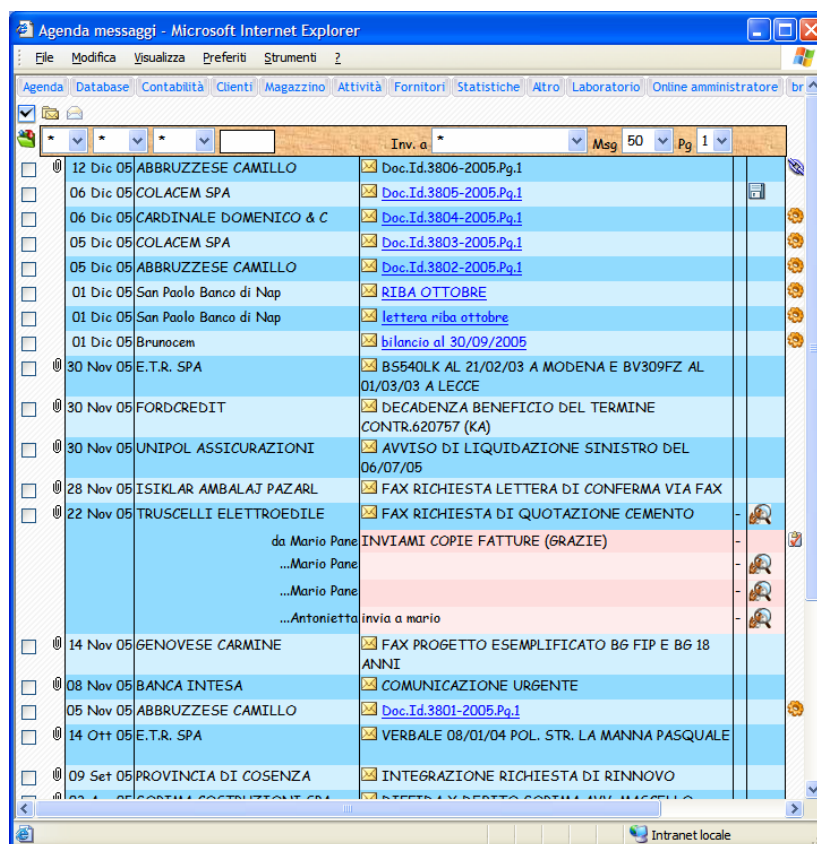 Agenda messaggi - Microsoft Internet Explorer
File Modifica Visualizza Preferiti Strumenti ?
Agenda Database Contabilità Clienti Magazzino Attività Fornitori Statistiche Altro Laboratorio Online amministratore br
* * * Inv. a * Msg 50 Pg 1
12 Dic 05 ABBRUZZESE CAMILLO Doc.Id.3806-2005.Pg.1
06 Dic 05 COLACEM SPA Doc.Id.3805-2005.Pg.1
06 Dic 05 CARDINALE DOMENICO & C Doc.Id.3804-2005.Pg.1
05 Dic 05 COLACEM SPA Doc.Id.3803-2005.Pg.1
05 Dic 05 ABBRUZZESE CAMILLO Doc.Id.3802-2005.Pg.1
01 Dic 05 San Paolo Banco di Nap RIBA OTTOBRE
01 Dic 05 San Paolo Banco di Nap lettera riba ottobre
01 Dic 05 Brunocem bilancio al 30/09/2005
30 Nov 05 E.T.R. SPA BS540LK AL 21/02/03 A MODENA E BV309FZ AL
01/03/03 A LECCE
30 Nov 05 FORDCREDIT DECADENZA BENEFICIO DEL TERMINE
CONTR.620757 (KA)
30 Nov 05 UNIPOL ASSICURAZIONI AVVISO DI LIQUIDAZIONE SINISTRO DEL
06/07/05
28 Nov 05 ISIKLAR AMBALAJ PAZARL FAX RICHIESTA LETTERA DI CONFERMA VIA FAX
22 Nov 05 TRUSCELLI ELETTROEDILE FAX RICHIESTA DI QUOTAZIONE CEMENTO -
da Mario Pane INVIAMI COPIE FATTURE (GRAZIE) -
...Mario Pane -
...Mario Pane -
...Antonietta invia a mario -
14 Nov 05 GENOVESE CARMINE FAX PROGETTO ESEMPLIFICATO BG FIP E BG 18
ANNI
08 Nov 05 BANCA INTESA COMUNICAZIONE URGENTE
05 Nov 05 ABBRUZZESE CAMILLO Doc.Id.3801-2005.Pg.1
14 Ott 05 E.T.R. SPA VERBALE 08/01/04 POL. STR. LA MANNA PASQUALE
09 Set 05 PROVINCIA DI COSENZA INTEGRAZIONE RICHIESTA DI RINNOVO
Intranet locale